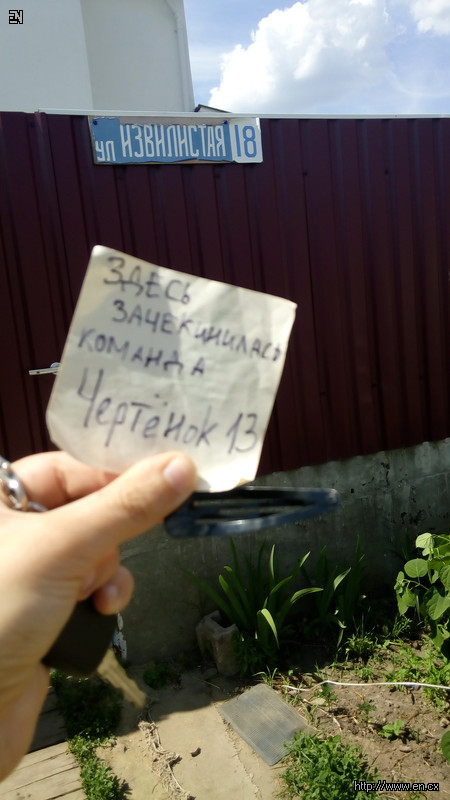 EN
ул ИЗВИЛИСТАЯ 18
ЗДЕСЬ
ЗАЧЕКИНИЛАСЬ
КОМАНДА
Чертёнок 13
http://www.en.cx